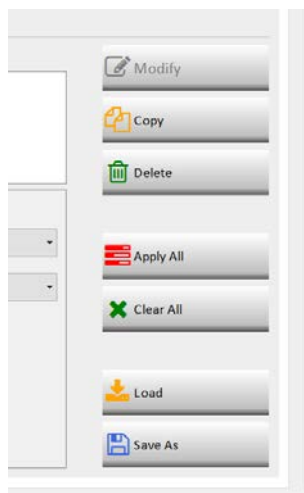 Modify
Copy
Delete
Apply All
Clear All
Load
Save As